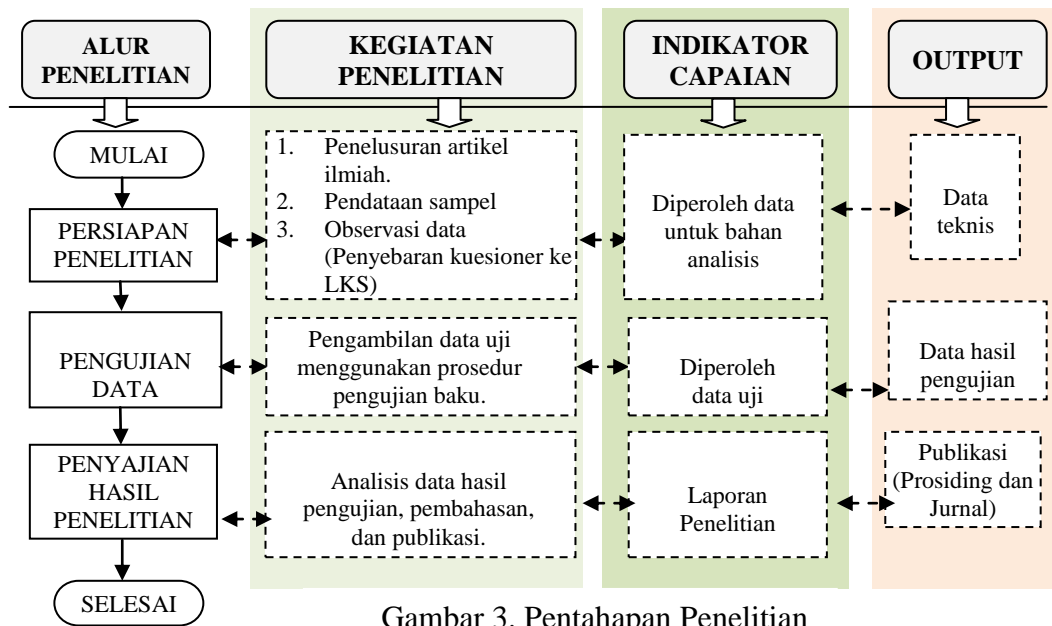 ALUR
PENELITIAN
KEGIATAN
PENELITIAN
INDIKATOR
CAPAIAN
OUTPUT
MULAI
PERSIAPAN
PENELITIAN
1. Penelusuran artikel
ilmiah.
2. Pendataan sampel
3. Observasi data
(Penyebaran kuesioner ke
LKS)
Diperoleh data
untuk bahan
analisis
Data
teknis
PENGUJIAN
DATA
Pengambilan data uji
menggunakan prosedur
pengujian baku.
Diperoleh
data uji
Data hasil
pengujian
PENYAJIAN
HASIL
PENELITIAN
Analisis data hasil
pengujian, pembahasan,
dan publikasi.
Laporan
Penelitian
Publikasi
(Prosiding dan
Jurnal)
SELESAI
Gambar 3. Pentahapan Penelitian